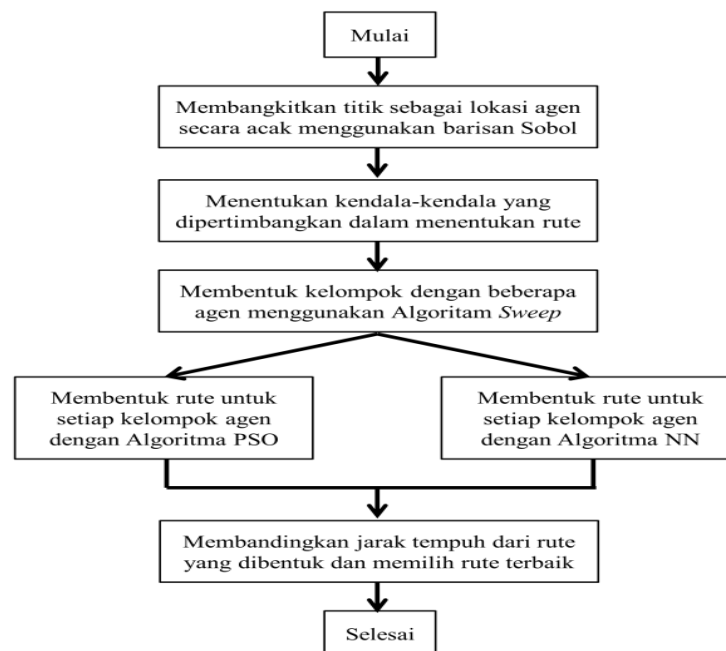 Mulai
Membangkitkan titik sebagai lokasi agen
secara acak menggunakan barisan Sobol
Menentukan kendala-kendala yang
dipertimbangkan dalam menentukan rute
Membentuk kelompok dengan beberapa
agen menggunakan Algoritam Sweep
Membentuk rute untuk
setiap kelompok agen
dengan Algoritma PSO
Membentuk rute untuk
setiap kelompok agen
dengan Algoritma NN
Membandingkan jarak tempuh dari rute
yang dibentuk dan memilih rute terbaik
Selesai